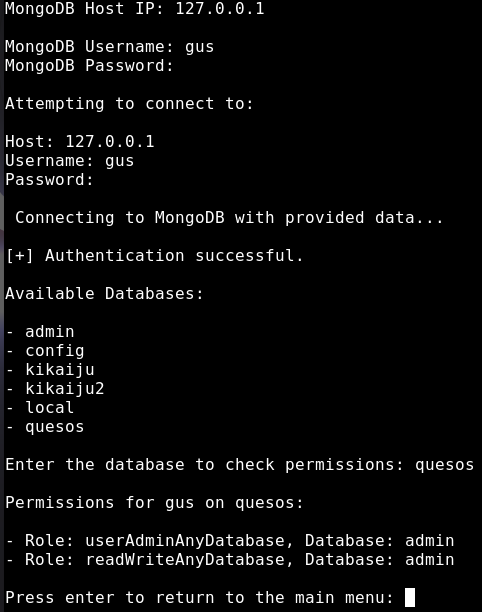 MongoDB Host IP: 127.0.0.1
MongoDB Username: gus
MongoDB Password:
Attempting to connect to:
Host: 127.0.0.1
Username: gus
Password:
Connecting to MongoDB with provided data...
[+] Authentication successful.
Available Databases:
- admin
- config
- kikaiju
- kikaiju2
- local
- quesos
Enter the database to check permissions: quesos
Permissions for gus on quesos:
- Role: userAdminAnyDatabase, Database: admin
- Role: readWriteAnyDatabase, Database: admin
Press enter to return to the main menu: